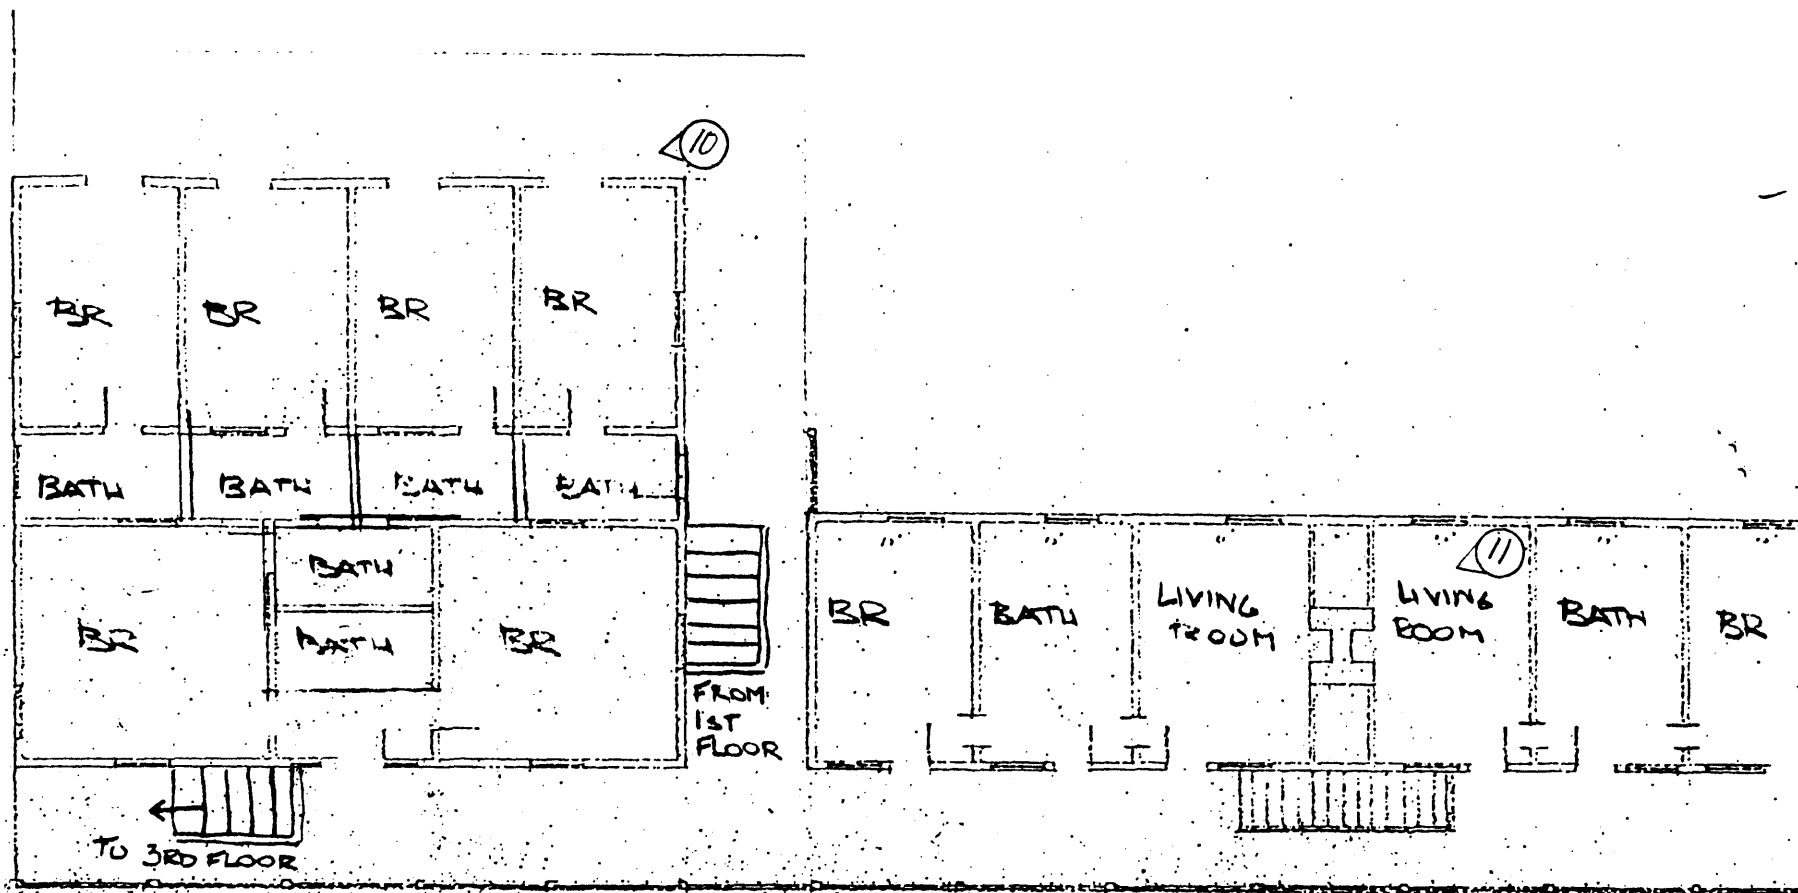 10
BR
BR
BR
BR
BATH
BATH
BATH
BATH
BATH
BATH
BR
BR
FROM
1ST
FLOOR
TO 3RD FLOOR
11
BR
BATH
LIVING
ROOM
LIVING
ROOM
BATH
BR